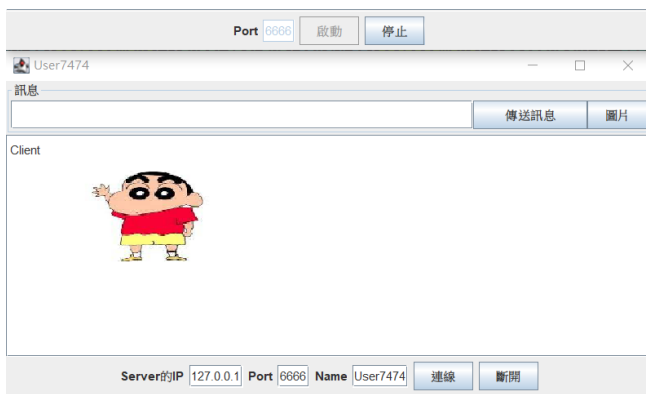 Port 6666 啟動 停止
User7474
訊息
傳送訊息 圖片
Client
Server的IP 127.0.0.1 Port 6666 Name User7474 連線 斷開